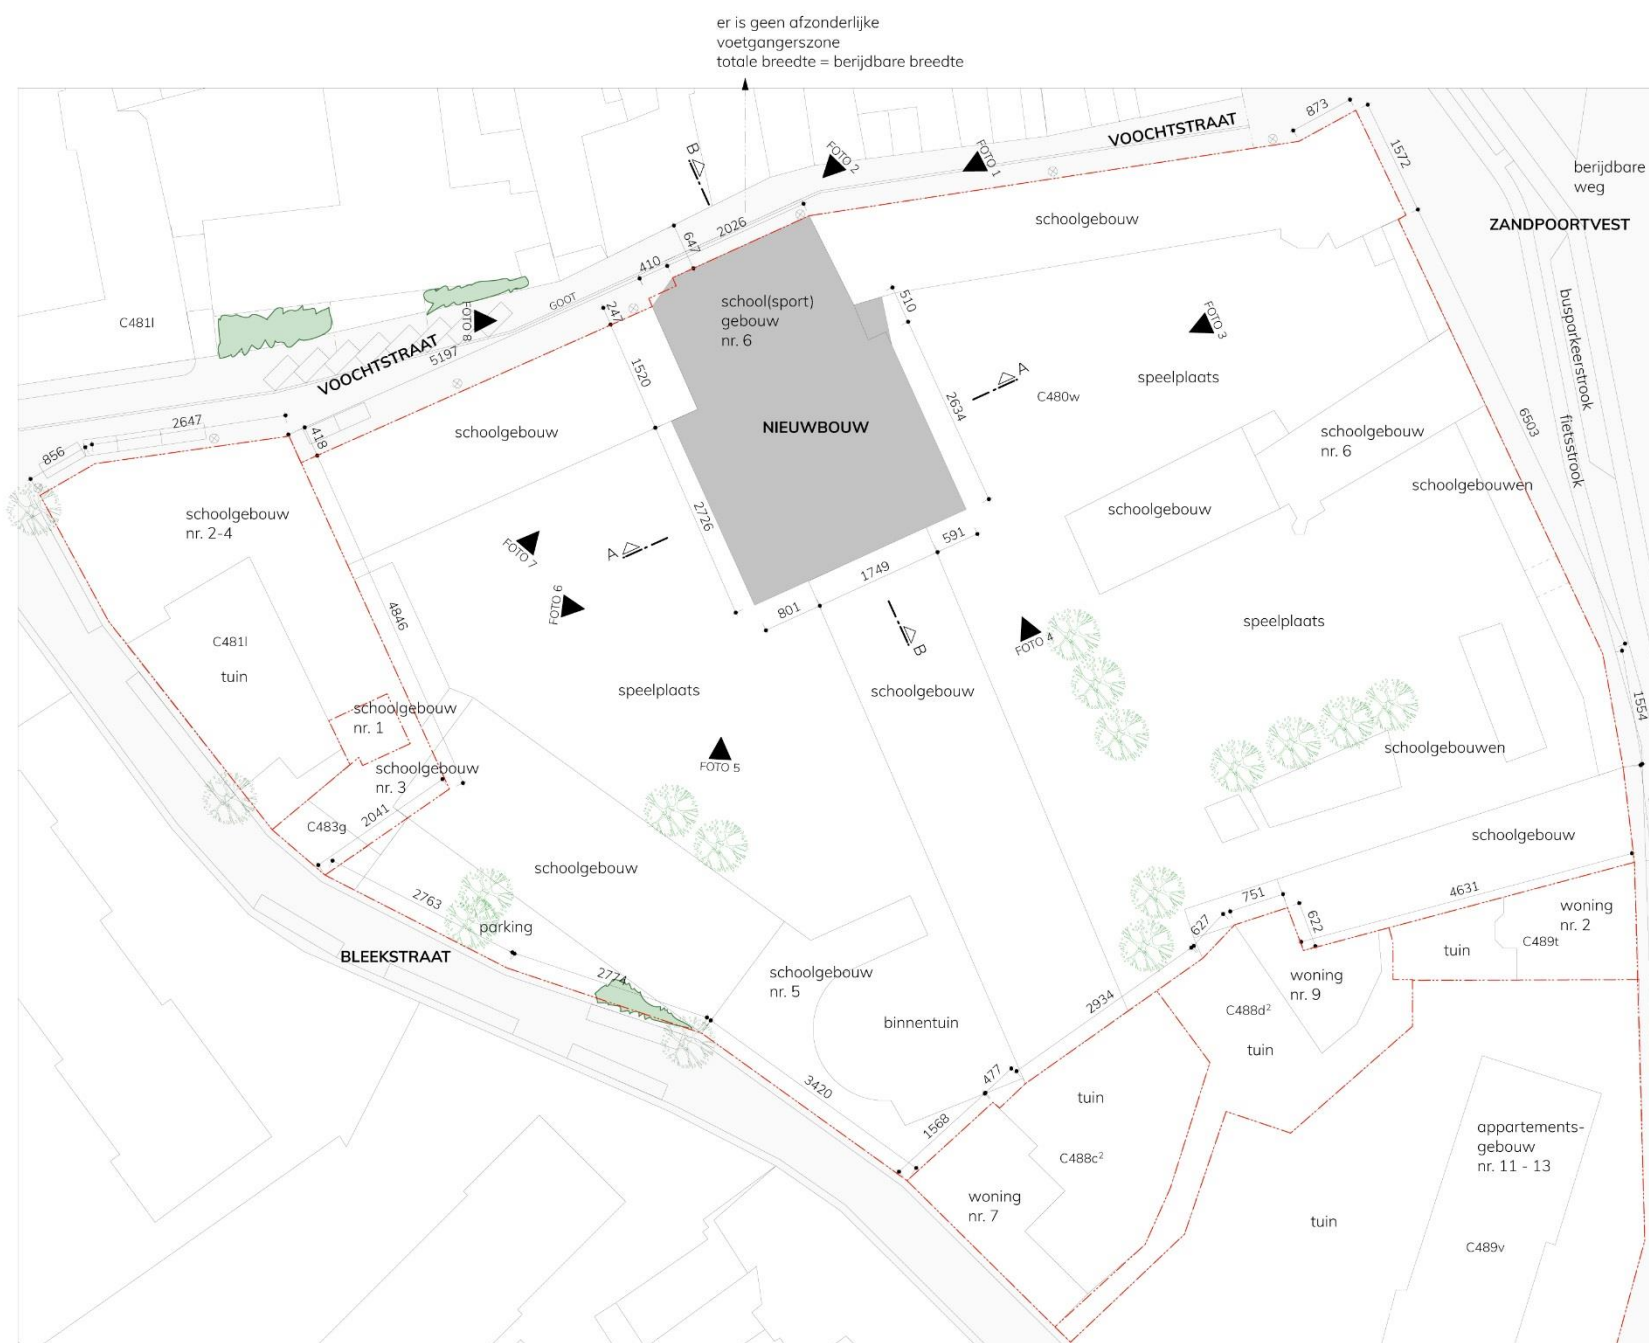 er is geen afzonderlijke
voetgangerszone
totale breedte = berijdbare breedte
873
VOOCHTSTRAAT
1572
berijdbare
weg
ZANDPOORTVEST
B
FOTO 2
FOTO 1
2026
647
410
schoolgebouw
C481l
FOTO 8
GOOT
247
school(sport)
gebouw
nr. 6
510
FOTO 3
busparkeerstrook
VOOCHTSTRAAT
5197
1520
A
C480w
speelplaats
2634
6503
fietsstrook
2647
418
schoolgebouw
NIEUWBOUW
schoolgebouw
nr. 6
856
schoolgebouwen
schoolgebouw
nr. 2-4
schoolgebouw
2726
591
FOTO 7
A
1749
FOTO 6
801
4846
B
FOTO 4
speelplaats
C481l
tuin
speelplaats
schoolgebouw
1554
schoolgebouw
nr. 1
schoolgebouwen
FOTO 5
schoolgebouw
nr. 3
2041
C483g
schoolgebouw
schoolgebouw
2763
751
4631
627
622
woning
nr. 2
parking
C489t
BLEEKSTRAAT
tuin
2774
schoolgebouw
nr. 5
woning
nr. 9
2934
C488d²
binnentuin
tuin
477
3420
tuin
1568
appartements-
gebouw
nr. 11 - 13
C488c²
woning
nr. 7
tuin
C489v